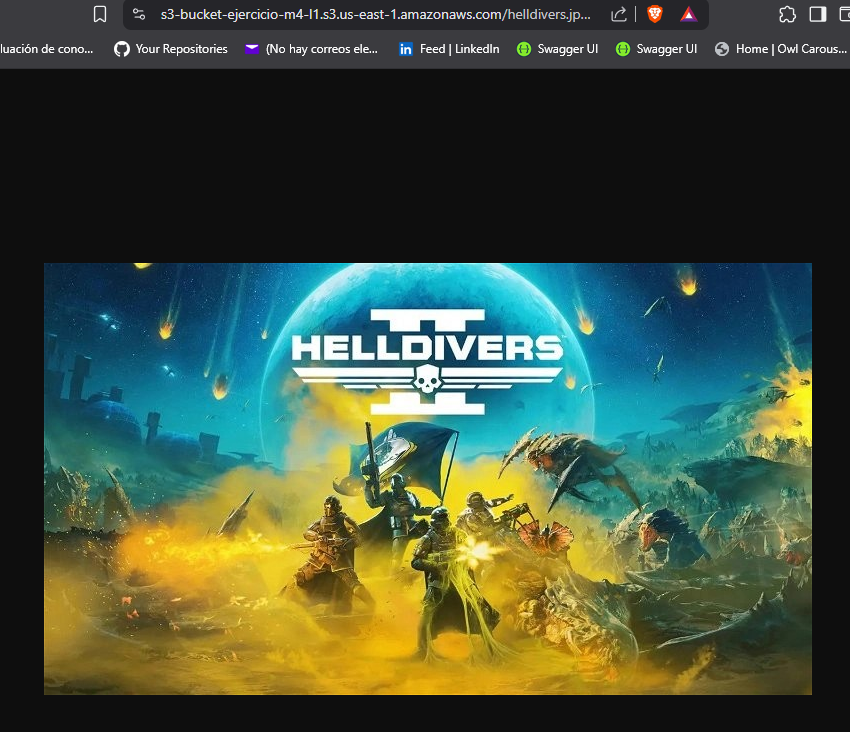 s3-bucket-ejercicio-m4-l1.s3.us-east-1.amazonaws.com/helldivers.jp...
luación de cono... Your Repositories (No hay correos ele... Feed | LinkedIn Swagger UI Swagger UI Home | Owl Carous...
HELLDIVERS
II